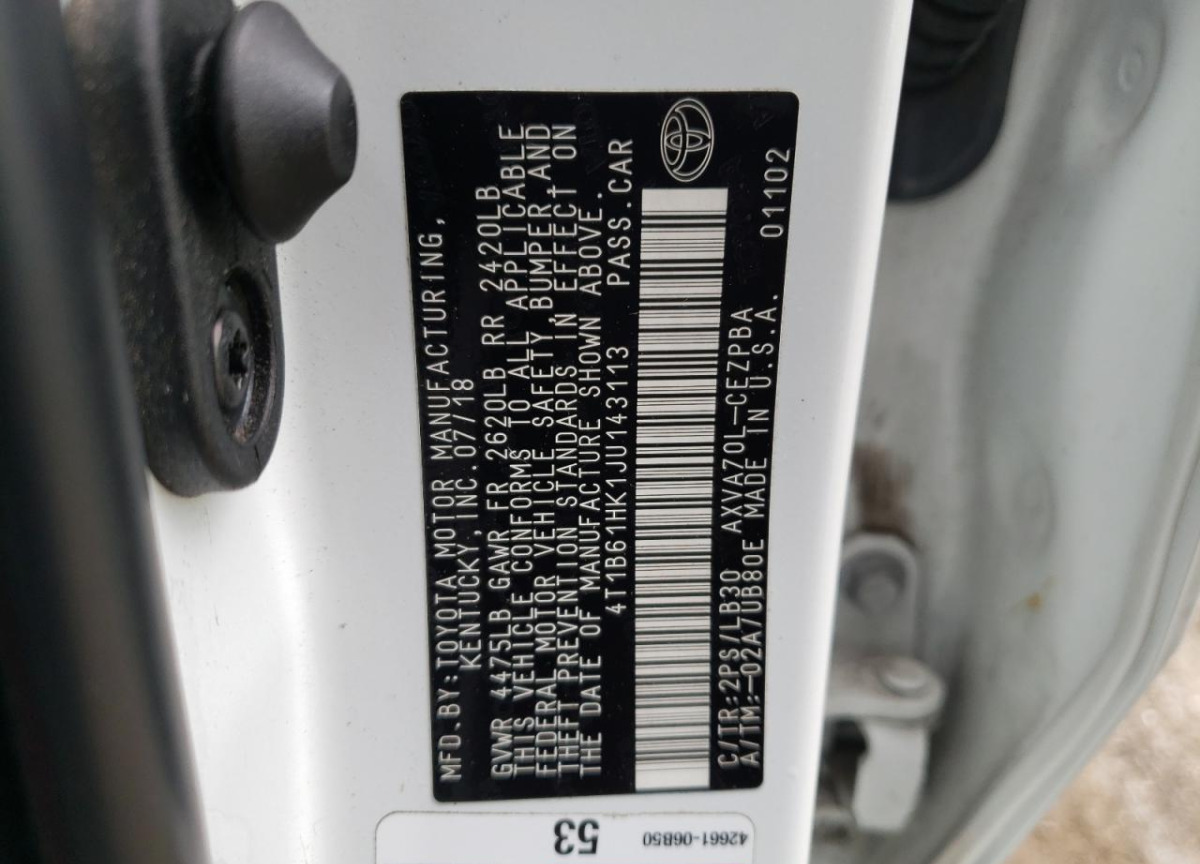 MFD. BY: TOYOTA MOTOR MANUFACTURING,
KENTUCKY, INC. 07/18
GVWR 4475LB GAWR FR 2620LB RR 2420LB
THIS VEHICLE CONFORMS TO ALL APPLICABLE
FEDERAL MOTOR VEHICLE SAFETY, BUMPER, AND
THEFT PREVENTION STANDARDS IN EFFECT ON
THE DATE OF MANUFACTURE SHOWN ABOVE.
4T1B61HK1JU143113 PASS.CAR
C/TR:2PS/LB30 AXVA70L-CEZPBA
A/TM:-02A/UB80E MADE IN U.S.A. 01102
53
42661-06B50